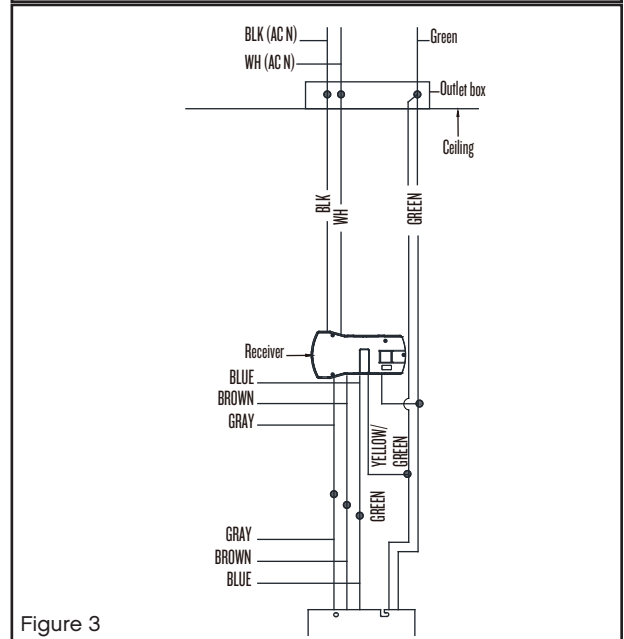 BLK (AC N)
Green
WH (AC N)
Outlet box
Ceiling
BLK
WH
GREEN
Receiver
BLUE
BROWN
GRAY
YELLOW/
GREEN
GREEN
GRAY
BROWN
BLUE
Figure 3